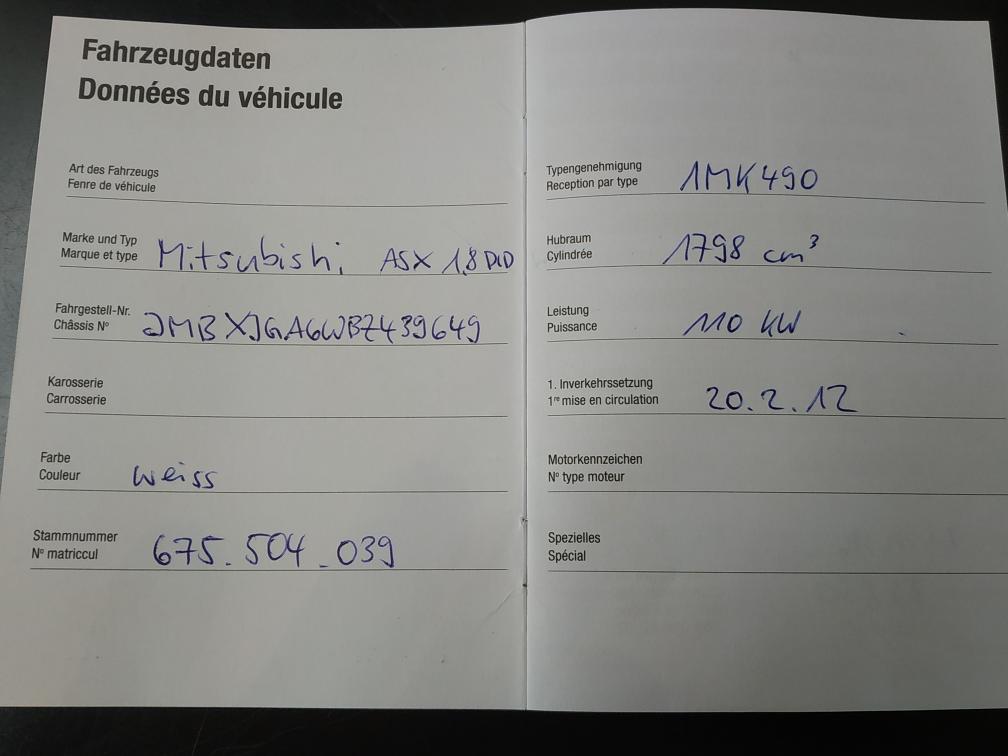 Fahrzeugdaten
Données du véhicule
Art des Fahrzeugs
Fenre de véhicule
Marke und Typ
Marque et type Mitsubishi ASX 1,8 DID
Fahrgestell-Nr.
Châssis N° JMBXJGA6WBZ439649
Karosserie
Carrosserie
Farbe
Couleur weiss
Stammnummer
N° matriccul 675.504.039
Typengenehmigung
Reception par type 1MK490
Hubraum
Cylindrée 1798 cm³
Leistung
Puissance 110 KW
1. Inverkehrssetzung
1re mise en circulation 20.2.12
Motorkennzeichen
N° type moteur
Spezielles
Spécial